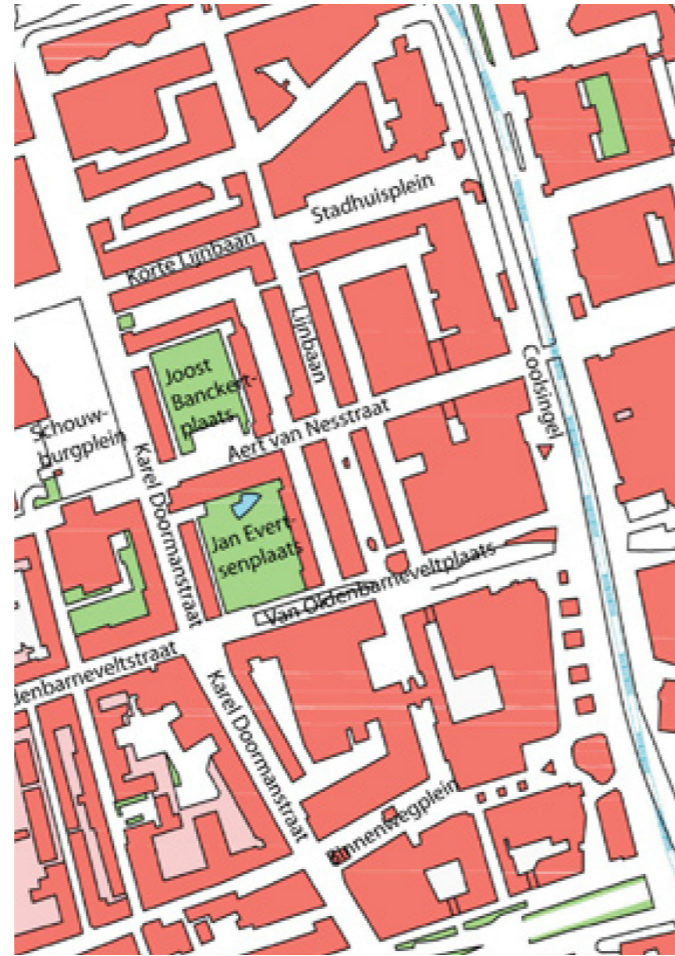 Stadhuisplein
Korte Lijnbaan
Lijnbaan
Coolsingel
Joost
Banckert-
plaats
Schouw-
burgplein
Aert van Nesstraat
Karel Doormanstraat
Jan Evert-
senplaats
Van Oldenbarneveltplaats
denbarneveltstraat
Karel Doormanstraat
Binnenwegplein